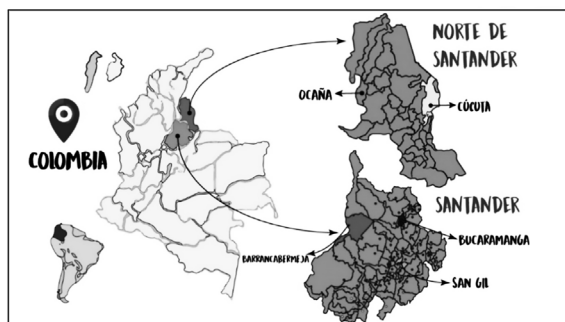 NORTE DE
SANTANDER
OCAÑA
CÚCUTA
COLOMBIA
SANTANDER
BUCARAMANGA
BARRANCABERMEJA
SAN GIL